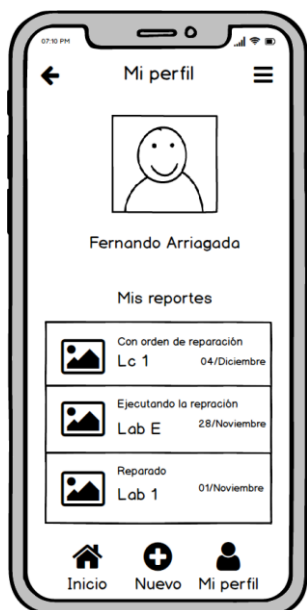 07:10 PM
Mi perfil
Fernando Arriagada
Mis reportes
Con orden de reparación
Lc 1 04/Diciembre
Ejecutando la repración
Lab E 28/Noviembre
Reparado
Lab 1 01/Noviembre
Inicio Nuevo Mi perfil